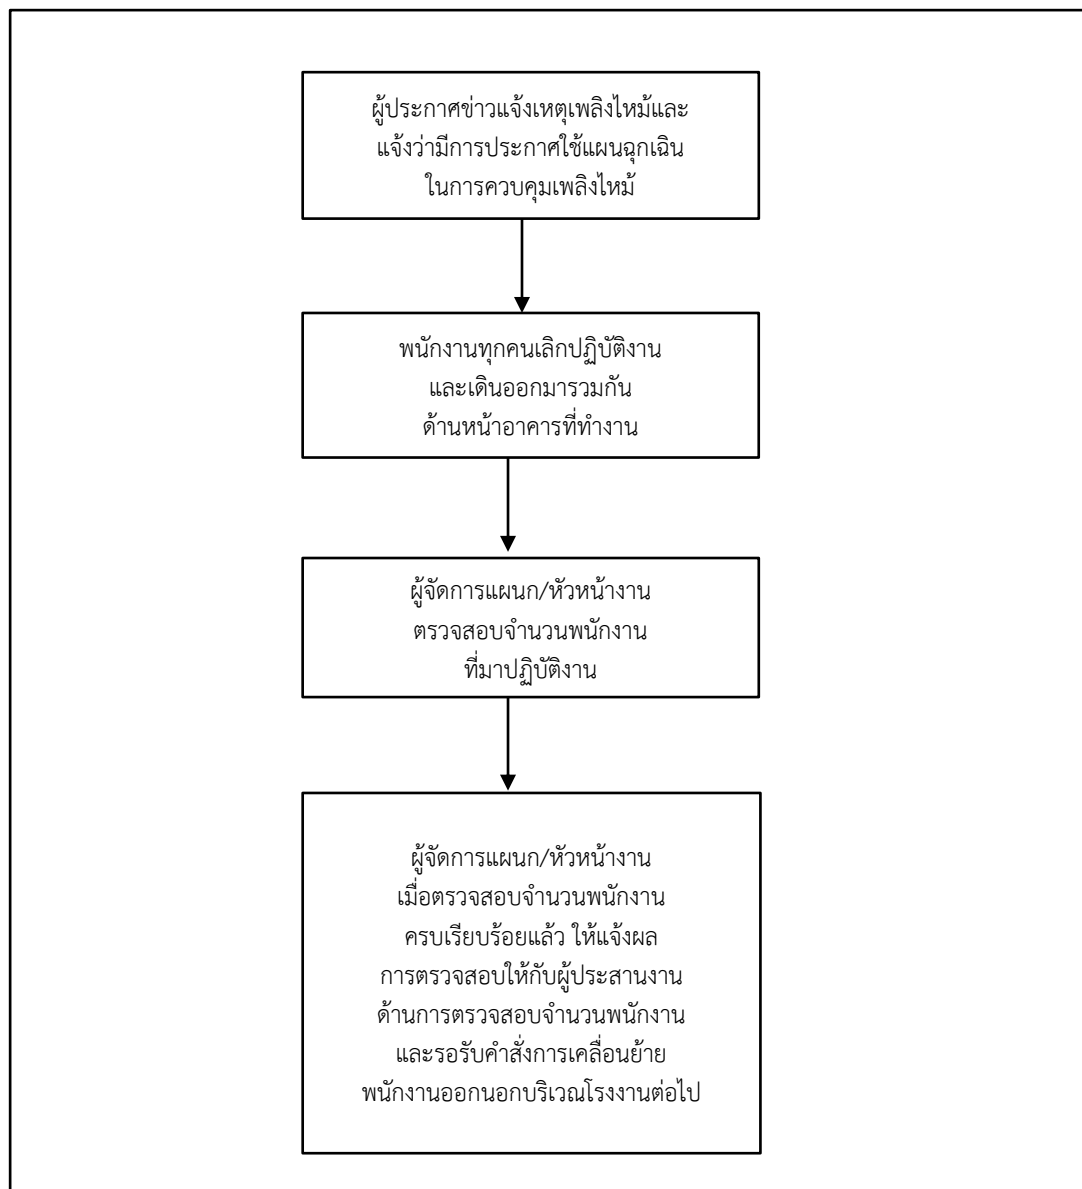 ผู้ประกาศข่าวแจ้งเหตุเพลิงไหม้และ
แจ้งว่ามีการประกาศใช้แผนฉุกเฉิน
ในการควบคุมเพลิงไหม้
พนักงานทุกคนเลิกปฏิบัติงาน
และเดินออกมารวมกัน
ด้านหน้าอาคารที่ทำงาน
ผู้จัดการแผนก/หัวหน้างาน
ตรวจสอบจำนวนพนักงาน
ที่มาปฏิบัติงาน
ผู้จัดการแผนก/หัวหน้างาน
เมื่อตรวจสอบจำนวนพนักงาน
ครบเรียบร้อยแล้ว ให้แจ้งผล
การตรวจสอบให้กับผู้ประสานงาน
ด้านการตรวจสอบจำนวนพนักงาน
และรอรับคำสั่งการเคลื่อนย้าย
พนักงานออกนอกบริเวณโรงงานต่อไป